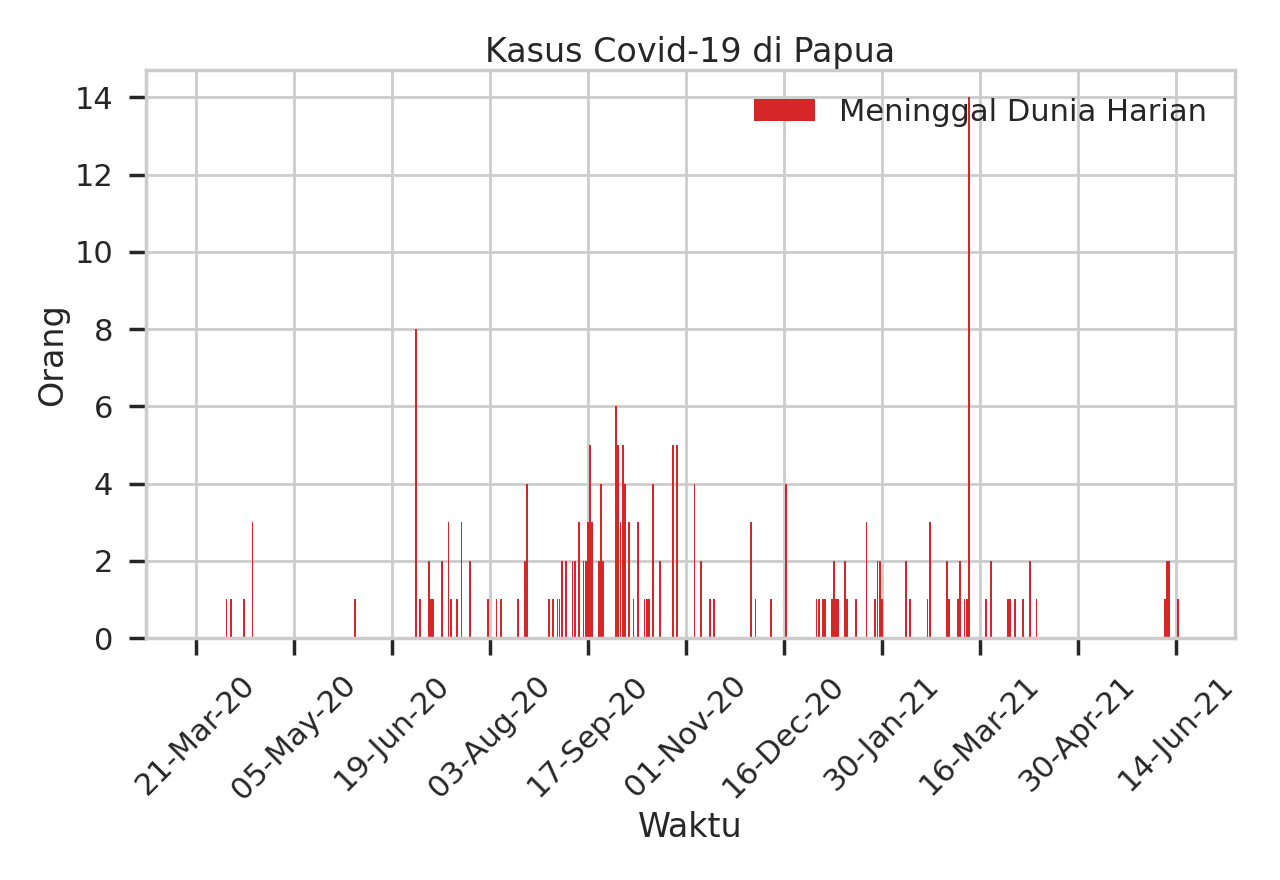 Kasus Covid-19 di Papua
Meninggal Dunia Harian
Orang
14
12
10
8
6
4
2
0
21-Mar-20
05-May-20
19-Jun-20
03-Aug-20
17-Sep-20
01-Nov-20
16-Dec-20
30-Jan-21
16-Mar-21
30-Apr-21
14-Jun-21
Waktu